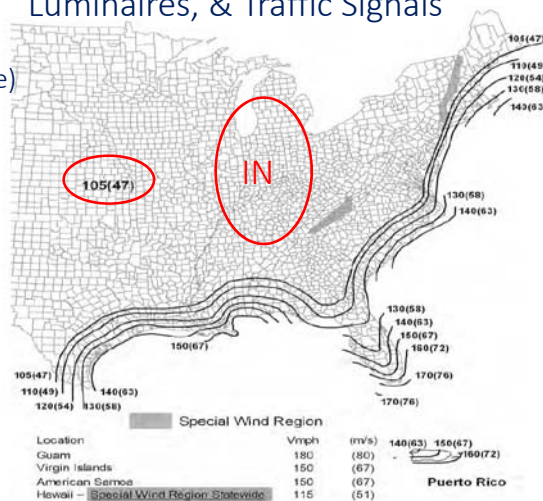 Luminaires, & Traffic Signals
e)
105(47)
IN
105(47)
110(49
120(54)
130(58)
140(63
130(58)
140(63)
150(67)
130(58)
140(63)
150(67)
160(72)
170(76)
170(76)
105(47)
110(49)
120(54)
130(58)
140(63)
Special Wind Region
Location Vmph (m/s)
Guam 180 (80)
Virgin Islands 150 (67)
American Samoa 150 (67)
Hawaii – Special Wind Region Statewide 115 (51)
140(63) 150(67)
160(72)
Puerto Rico